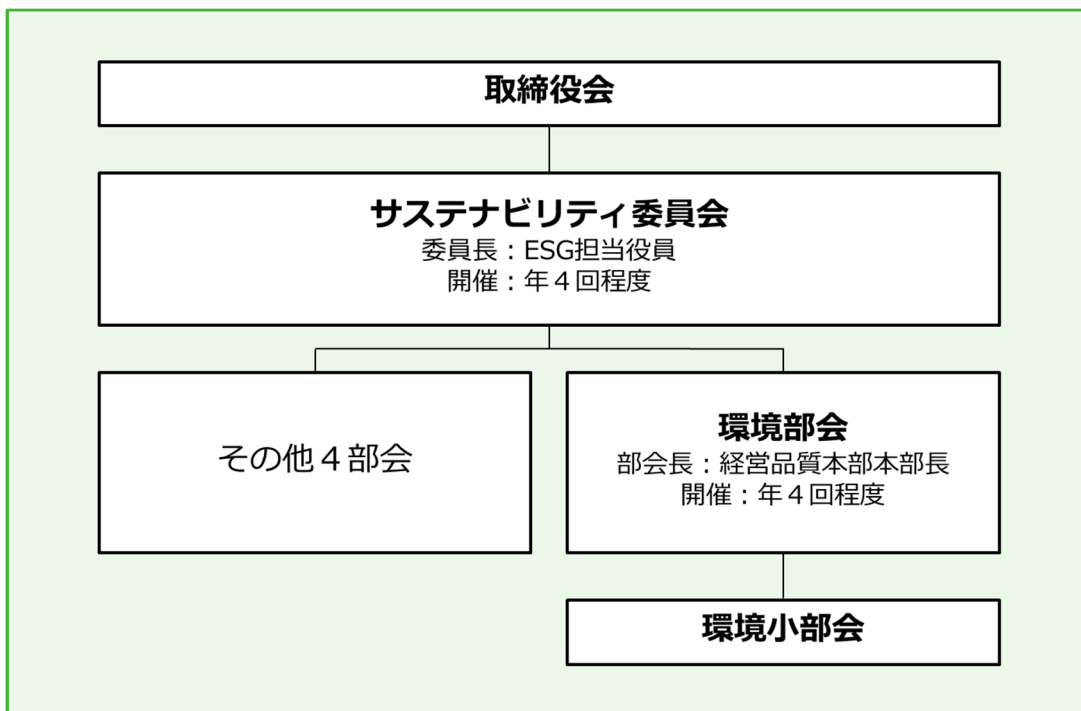 取締役会
サステナビリティ委員会
委員長：ESG担当役員
開催：年４回程度
その他４部会
環境部会
部会長：経営品質本部本部長
開催：年４回程度
環境小部会